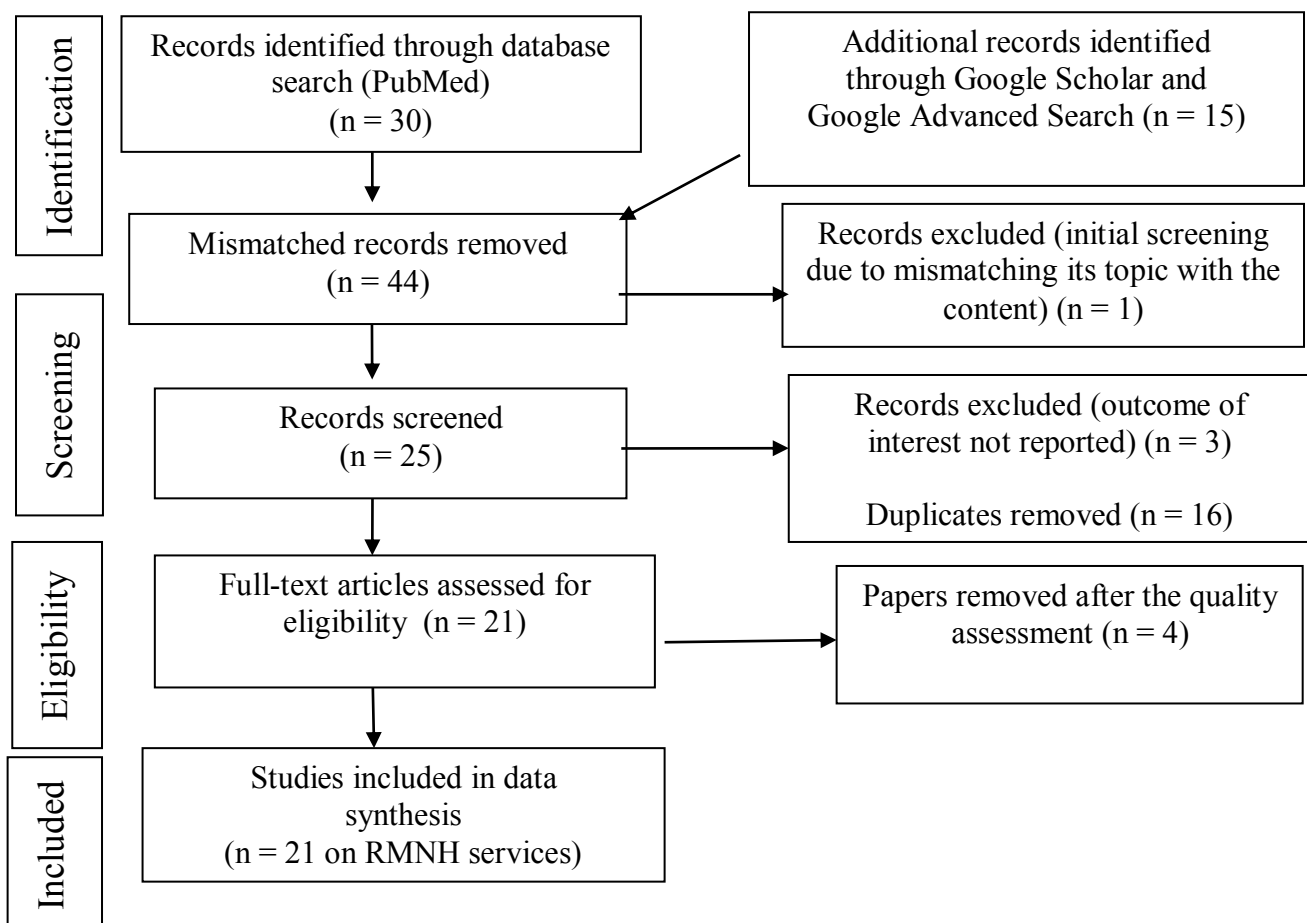 Identification
Records identified through database
search (PubMed)
(n = 30)
Additional records identified
through Google Scholar and
Google Advanced Search (n = 15)
Mismatched records removed
(n = 44)
Records excluded (initial screening
due to mismatching its topic with the
content) (n = 1)
Screening
Records screened
(n = 25)
Records excluded (outcome of
interest not reported) (n = 3)
Duplicates removed (n = 16)
Eligibility
Full-text articles assessed for
eligibility (n = 21)
Papers removed after the quality
assessment (n = 4)
Included
Studies included in data
synthesis
(n = 21 on RMNH services)